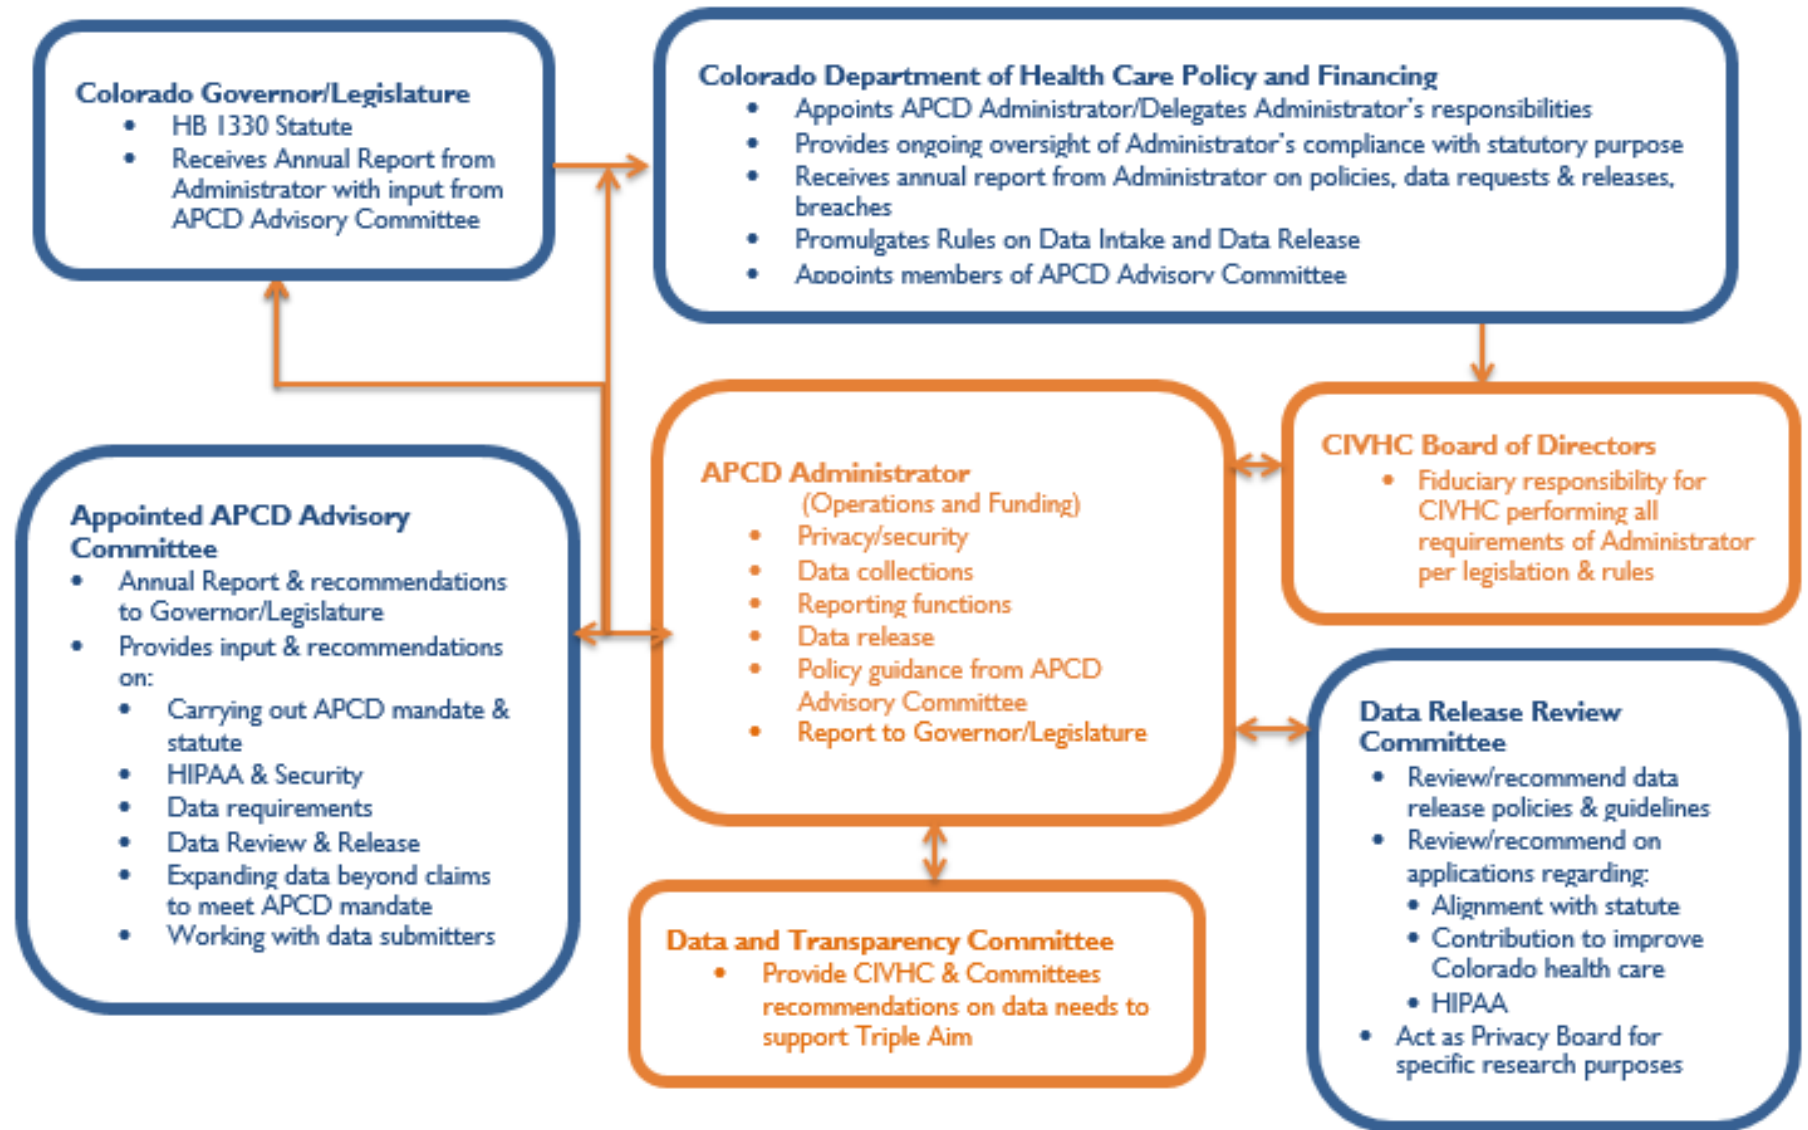 Colorado Governor/Legislature
• HB 1330 Statute
• Receives Annual Report from
Administrator with input from
APCD Advisory Committee
Colorado Department of Health Care Policy and Financing
• Appoints APCD Administrator/Delegates Administrator's responsibilities
• Provides ongoing oversight of Administrator's compliance with statutory purpose
• Receives annual report from Administrator on policies, data requests & releases,
breaches
• Promulgates Rules on Data Intake and Data Release
• Appoints members of APCD Advisory Committee
Appointed APCD Advisory
Committee
• Annual Report & recommendations
to Governor/Legislature
• Provides input & recommendations
on:
• Carrying out APCD mandate &
statute
• HIPAA & Security
• Data requirements
• Data Review & Release
• Expanding data beyond claims
to meet APCD mandate
• Working with data submitters
APCD Administrator
(Operations and Funding)
• Privacy/security
• Data collections
• Reporting functions
• Data release
• Policy guidance from APCD
Advisory Committee
• Report to Governor/Legislature
CIVHC Board of Directors
• Fiduciary responsibility for
CIVHC performing all
requirements of Administrator
per legislation & rules
Data and Transparency Committee
• Provide CIVHC & Committees
recommendations on data needs to
support Triple Aim
Data Release Review
Committee
• Review/recommend data
release policies & guidelines
• Review/recommend on
applications regarding:
• Alignment with statute
• Contribution to improve
Colorado health care
• HIPAA
• Act as Privacy Board for
specific research purposes